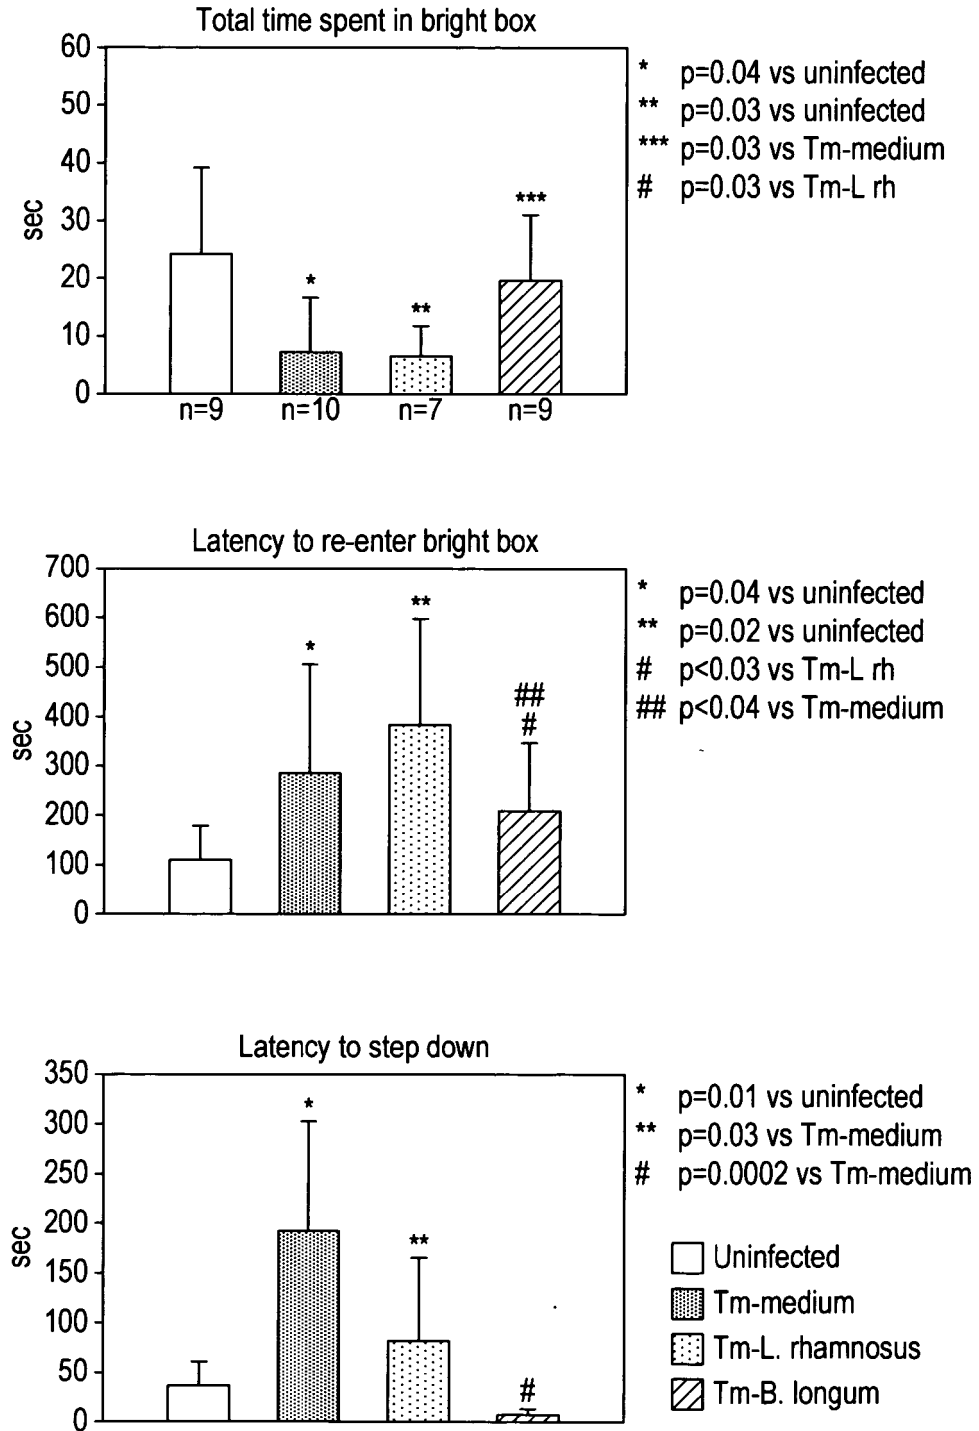 Total time spent in bright box
60
50
40
30
20
10
0
sec
*
**
***
n=9 n=10 n=7 n=9
* p=0.04 vs uninfected
** p=0.03 vs uninfected
*** p=0.03 vs Tm-medium
# p=0.03 vs Tm-L rh
Latency to re-enter bright box
700
600
500
400
300
200
100
0
sec
*
**
##
#
* p=0.04 vs uninfected
** p=0.02 vs uninfected
# p<0.03 vs Tm-L rh
## p<0.04 vs Tm-medium
Latency to step down
350
300
250
200
150
100
50
0
sec
*
**
#
* p=0.01 vs uninfected
** p=0.03 vs Tm-medium
# p=0.0002 vs Tm-medium
Uninfected
Tm-medium
Tm-L. rhamnosus
Tm-B. longum